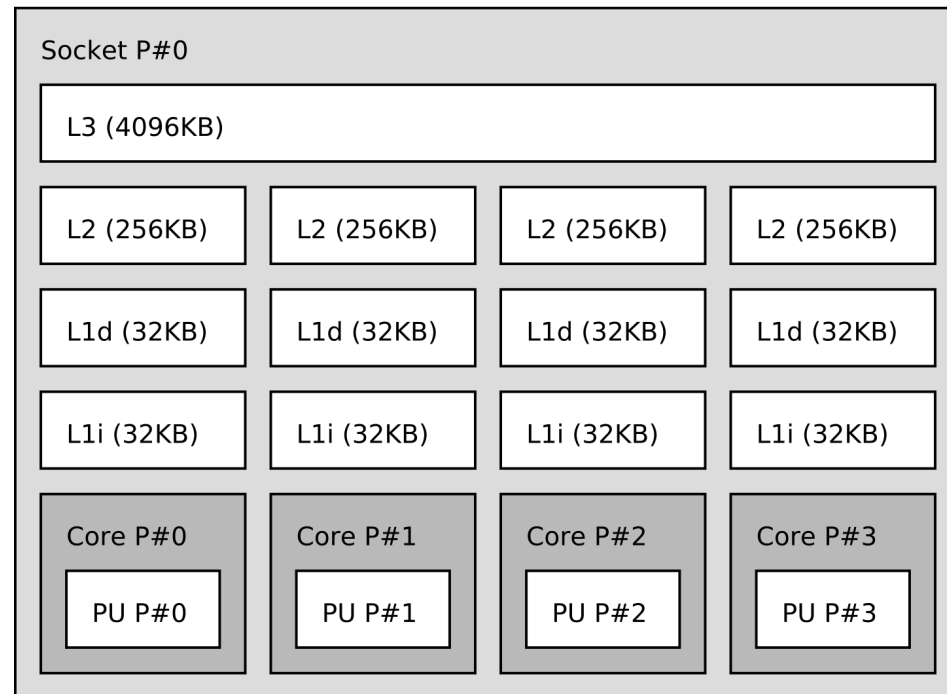 Socket P#0
L3 (4096KB)
L2 (256KB) L2 (256KB) L2 (256KB) L2 (256KB)
L1d (32KB) L1d (32KB) L1d (32KB) L1d (32KB)
L1i (32KB) L1i (32KB) L1i (32KB) L1i (32KB)
Core P#0 Core P#1 Core P#2 Core P#3
PU P#0 PU P#1 PU P#2 PU P#3